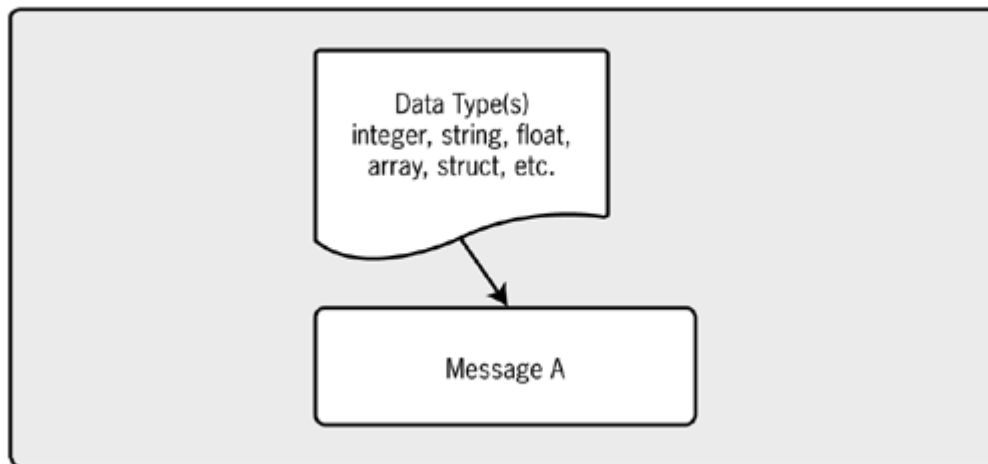 Data Type(s)
integer, string, float,
array, struct, etc.
Message A